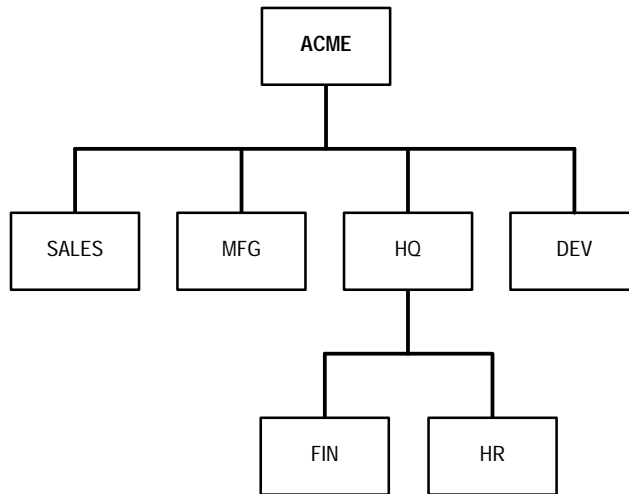 ACME
SALES
MFG
HQ
DEV
FIN
HR